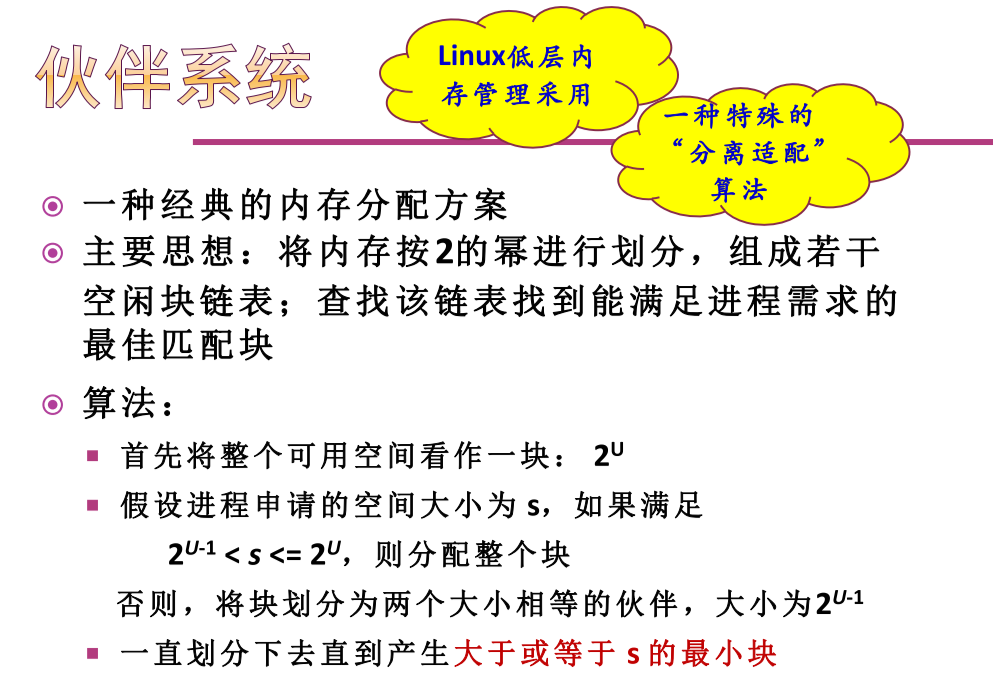 伙伴系统
Linux低层内
存管理采用
一种特殊的
“分离适配”
算法
一种经典的内存分配方案
主要思想：将内存按2的幂进行划分，组成若干
空闲块链表；查找该链表找到能满足进程需求的
最佳匹配块
算法：
首先将整个可用空间看作一块： 2ᵁ
假设进程申请的空间大小为 s，如果满足
2ᵁ⁻¹ < s <= 2ᵁ，则分配整个块
否则，将块划分为两个大小相等的伙伴，大小为2ᵁ⁻¹
一直划分下去直到产生大于或等于 s 的最小块